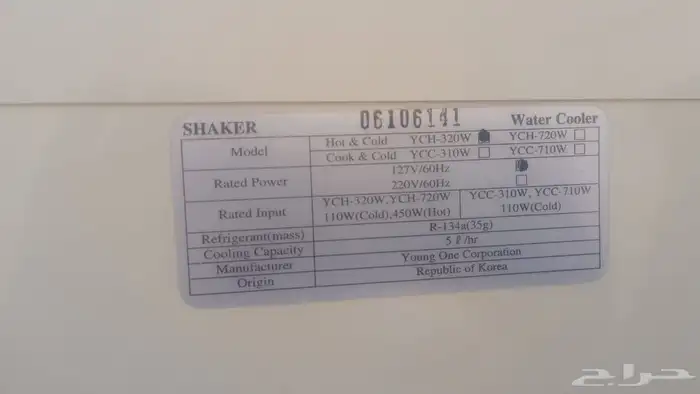 SHAKER 06106141 Water Cooler
Model Hot & Cold YCH-320W YCH-720W
Cook & Cold YCC-310W YCC-710W
Rated Power 127V/60Hz
220V/60Hz
Rated Input YCH-320W, YCH-720W YCC-310W, YCC-710W
110W(Cold),450W(Hot) 110W(Cold)
Refrigerant(mass) R-134a(35g)
Cooling Capacity 5 ℓ/hr
Manufacturer Young One Corporation
Origin Republic of Korea
حراج